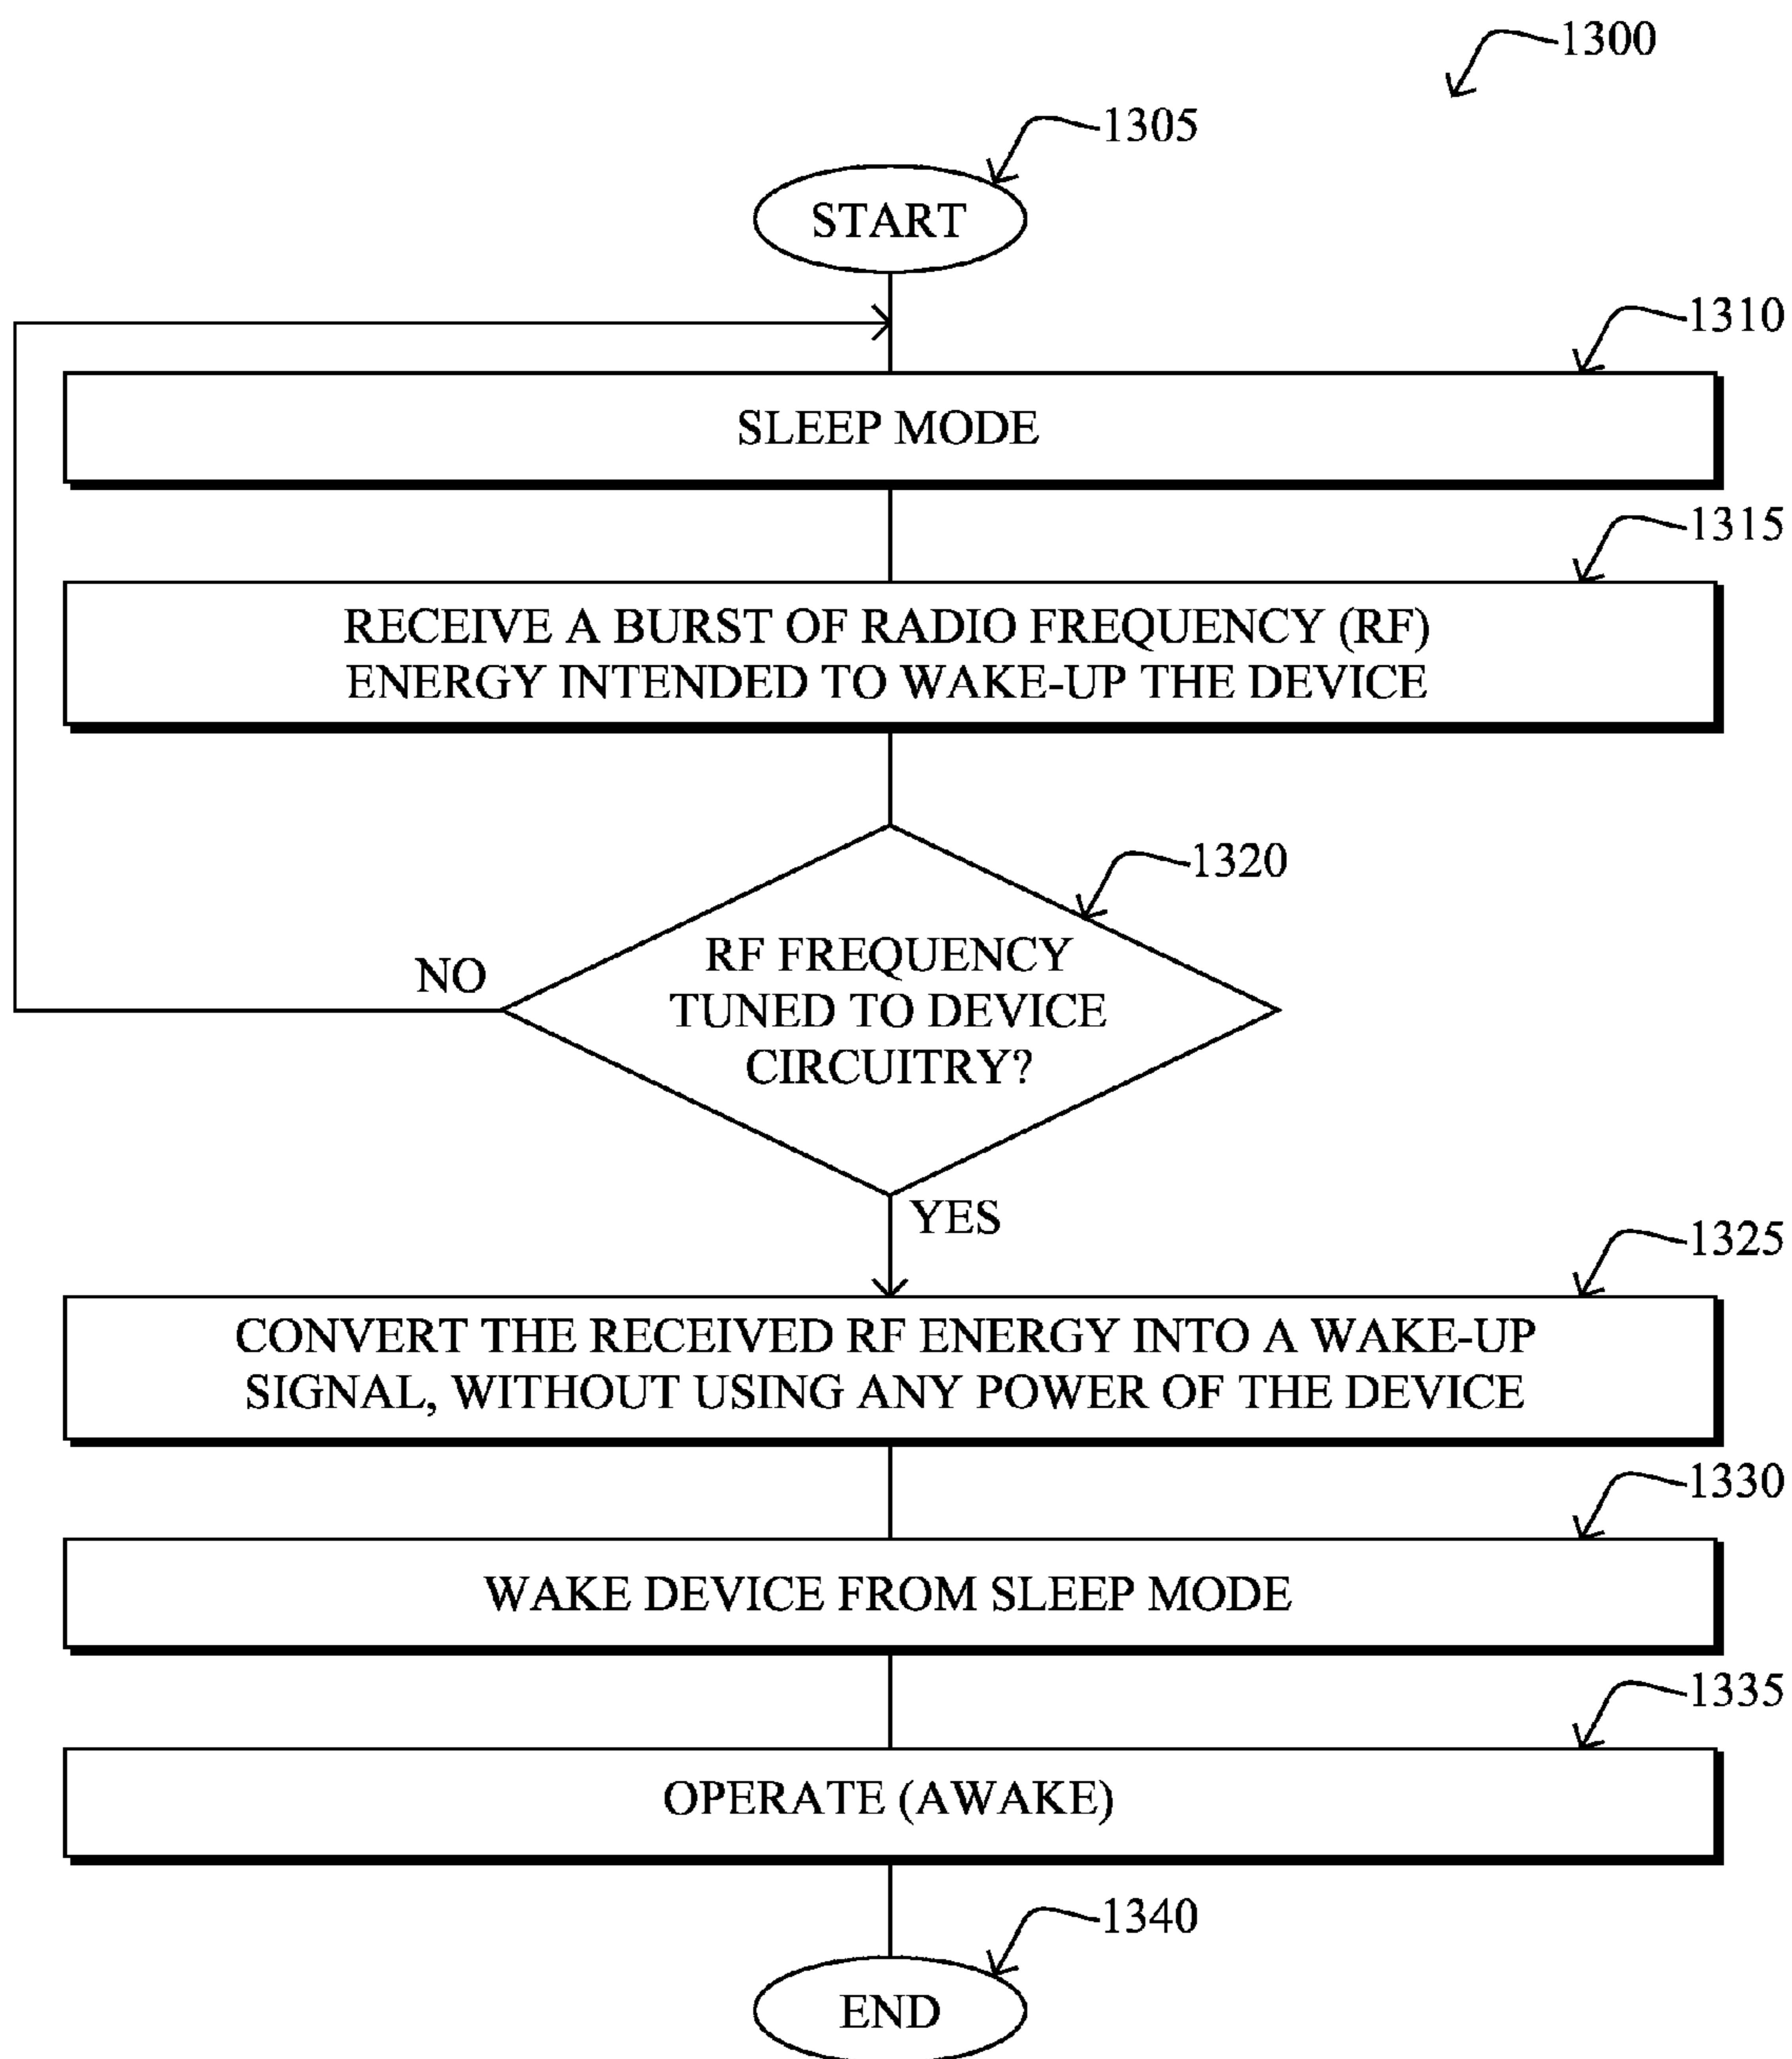 1300
1305
START
1310
SLEEP MODE
1315
RECEIVE A BURST OF RADIO FREQUENCY (RF)
ENERGY INTENDED TO WAKE-UP THE DEVICE
1320
RF FREQUENCY
TUNED TO DEVICE
CIRCUITRY?
NO
YES
1325
CONVERT THE RECEIVED RF ENERGY INTO A WAKE-UP
SIGNAL, WITHOUT USING ANY POWER OF THE DEVICE
1330
WAKE DEVICE FROM SLEEP MODE
1335
OPERATE (AWAKE)
1340
END